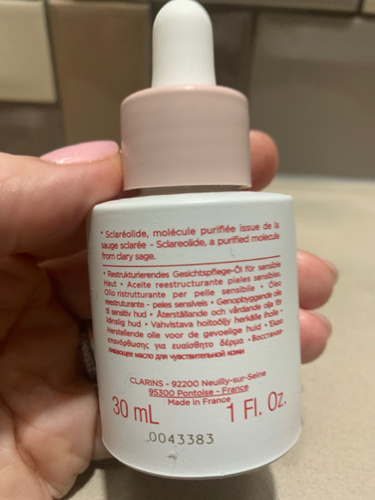 * Sclaréolide, molécule purifiée issue de la
sauge sclarée - Sclareolide, a purified molecule
from clary sage.
• Restrukturierendes Gesichtspflege-Öl für sensible
Haut • Aceite reestructurante pieles sensibles.
Olio ristrutturante per pelle sensibile • Óleo
reestruturante - peles sensíveis • Genopbyggende olie
til sensitiv hud • Återställande och vårdande olja för
känslig hud • Vahvistava hoitoöljy herkälle iholle •
Herstellende olie voor de gevoelige huid • Έλαιο
επανόρθωσης για ευαίσθητο δέρμα • Восстанав-
ливающее масло для чувствительной кожи
CLARINS - 92200 Neuilly-sur-Seine
95300 Pontoise - France
Made in France
30 mL 1 Fl. Oz.
0043383